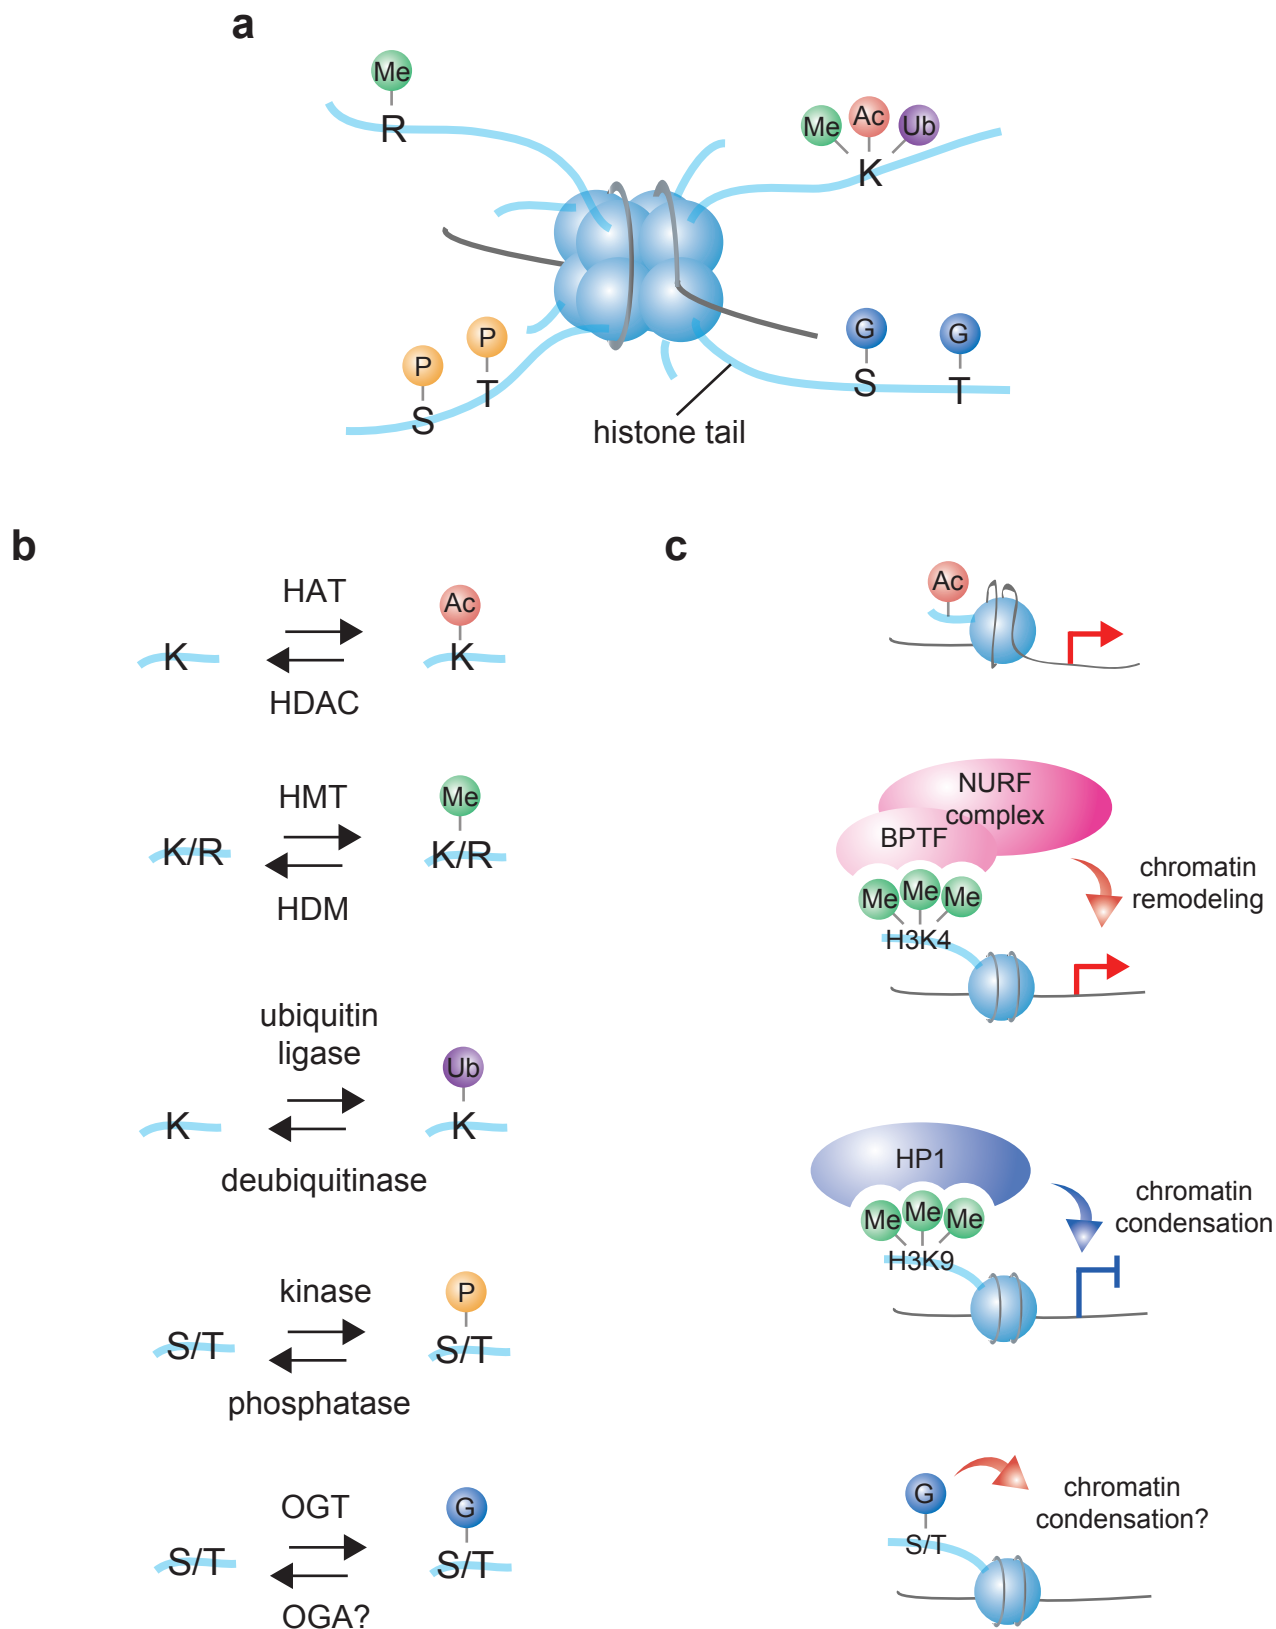 a
Me
R
Me Ac Ub
K
P
S
P
T
G
S
G
T
histone tail
b
HAT
K
Ac
K
HDAC
HMT
K/R
Me
K/R
HDM
ubiquitin
ligase
K
Ub
K
deubiquitinase
kinase
S/T
P
S/T
phosphatase
OGT
S/T
G
S/T
OGA?
c
Ac
NURF
complex
BPTF
Me Me Me
H3K4
chromatin
remodeling
HP1
Me Me Me
H3K9
chromatin
condensation
G
S/T
chromatin
condensation?